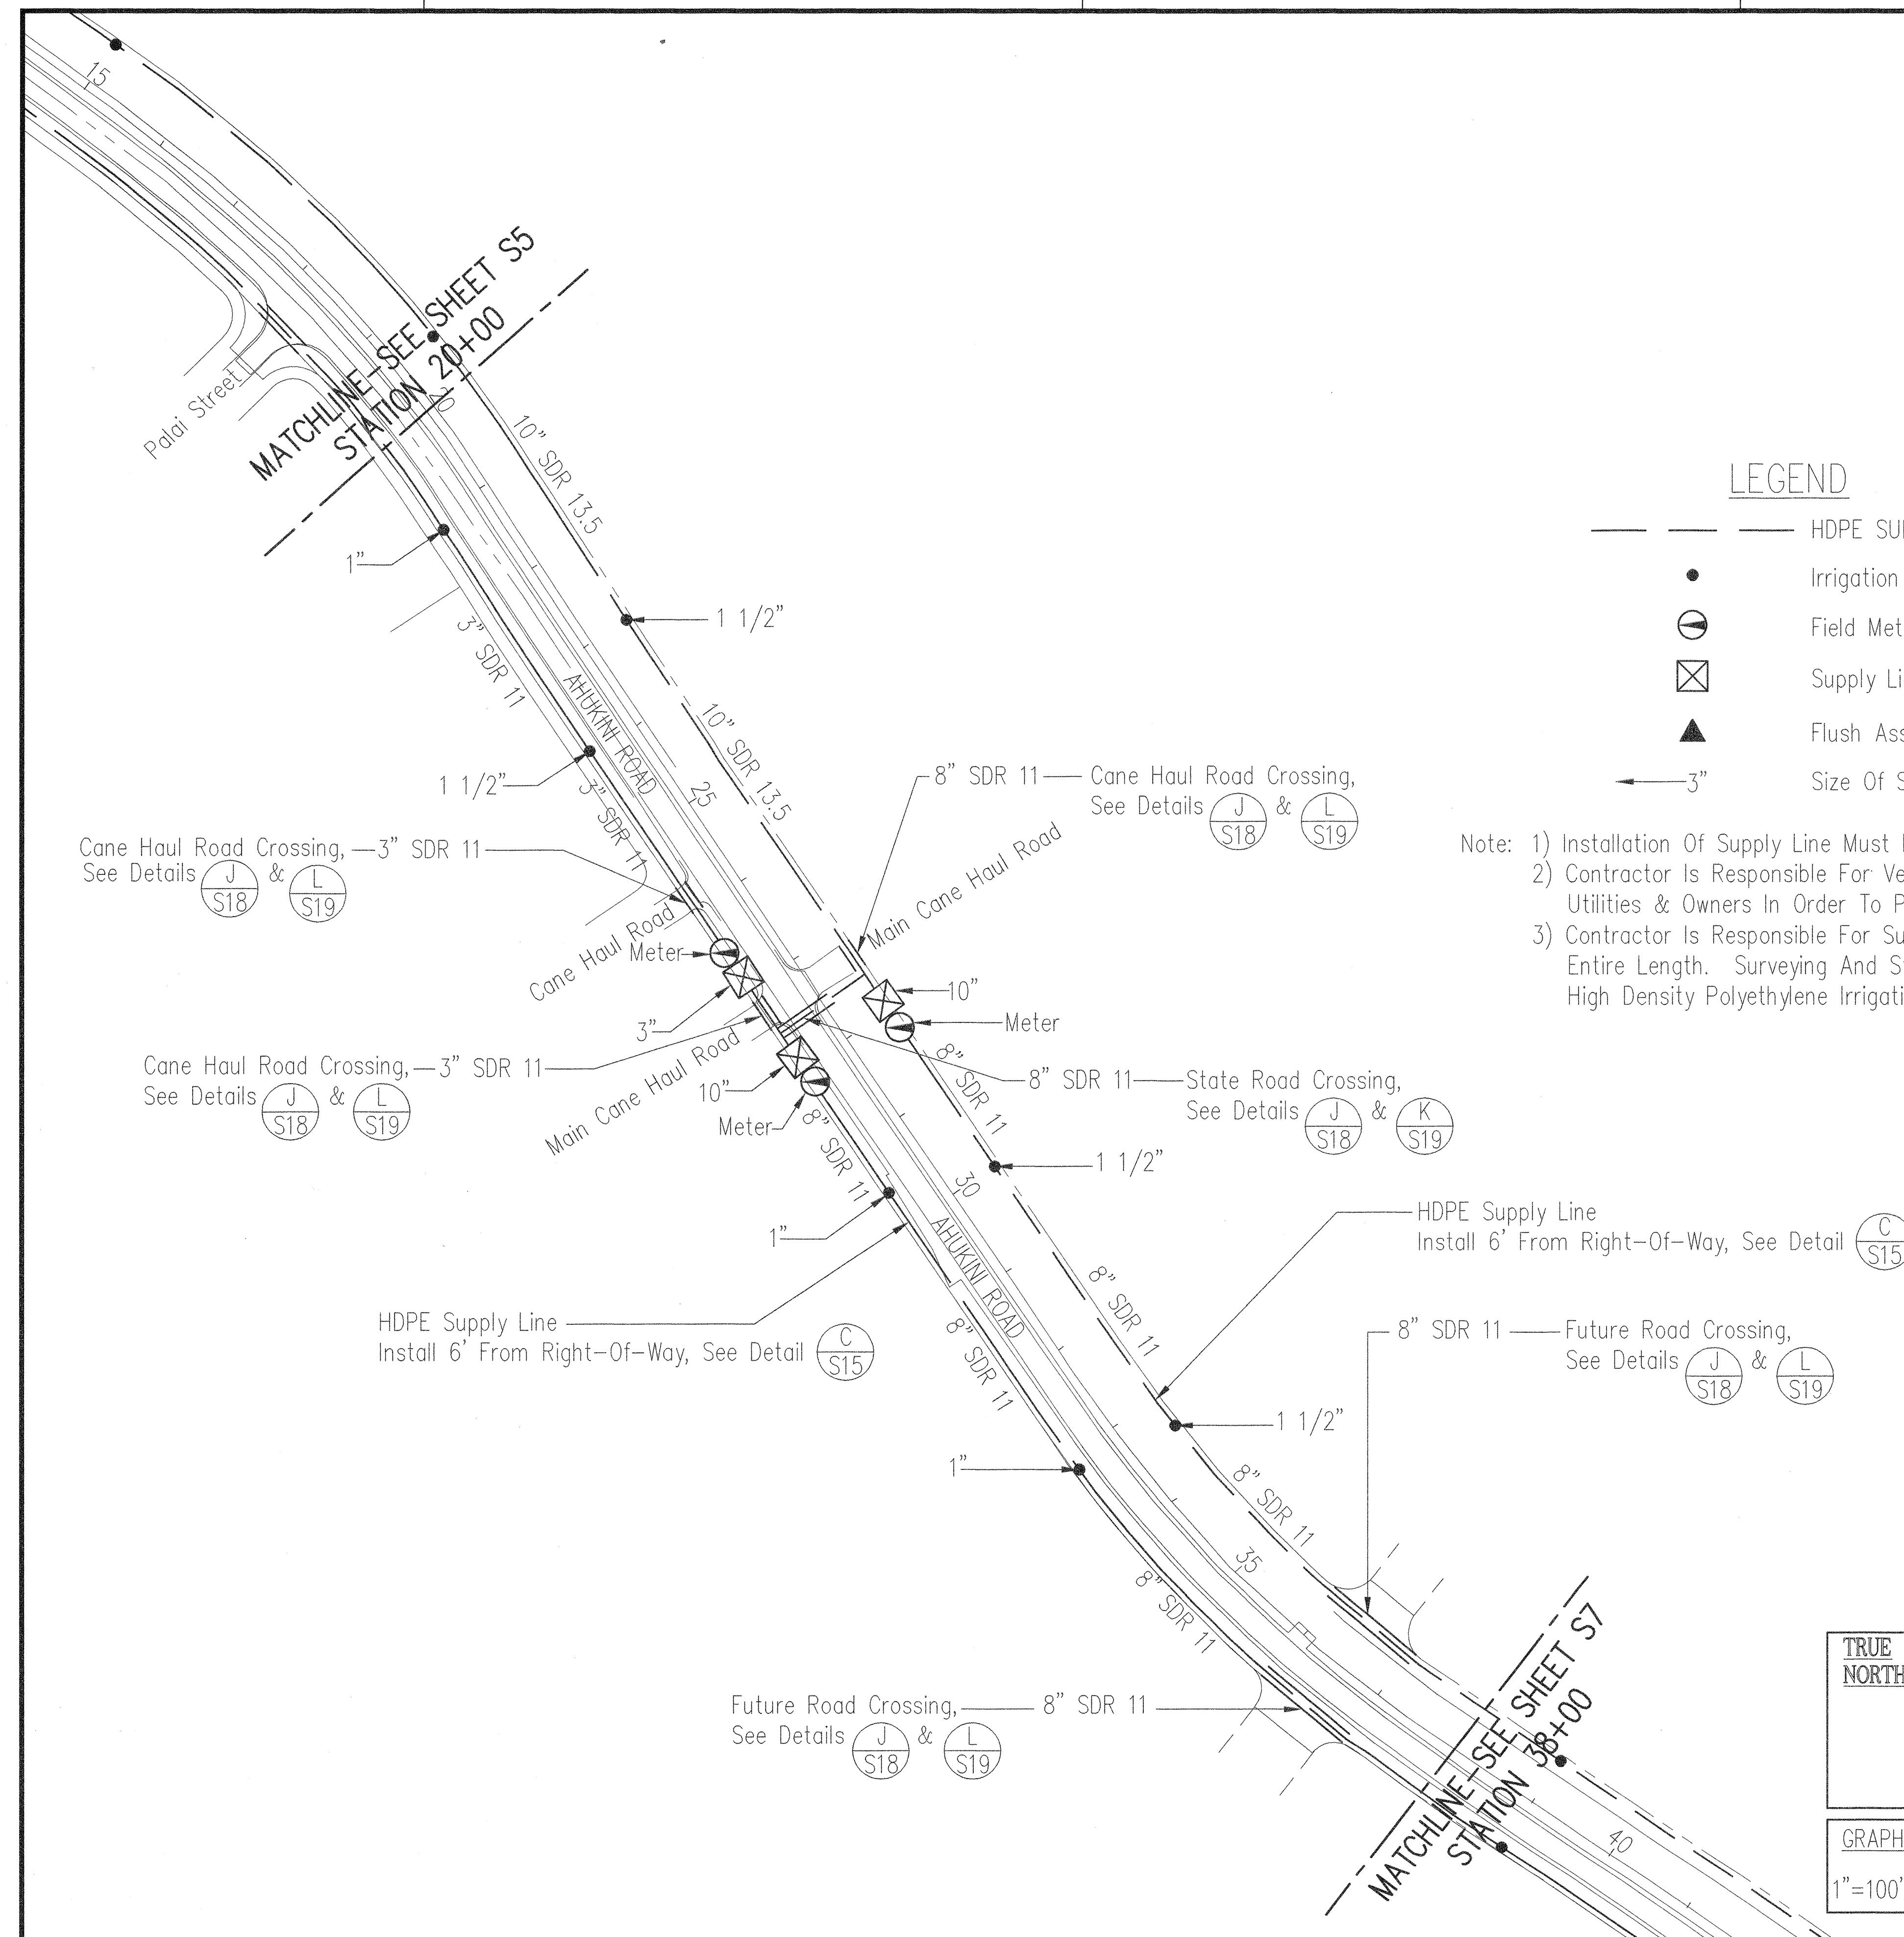 15
MATCHLINE-SEE SHEET S5
STATION 20+00
20
Palai Street
10" SDR 13.5
1"
1 1/2"
3" SDR 11
AHUKINI ROAD
10" SDR 13.5
1 1/2"
3" SDR 11
25
8" SDR 11
Cane Haul Road Crossing,
See Details J & L
S18 S19
Cane Haul Road Crossing,
3" SDR 11
See Details J & L
S18 S19
Main Cane Haul Road
Cane Haul Road
Meter
10"
3"
Meter
Cane Haul Road Crossing,
3" SDR 11
See Details J & L
S18 S19
Main Cane Haul Road
10"
Meter
8" SDR 11
8" SDR 11
8" SDR 11
State Road Crossing,
See Details J & K
S18 S19
1 1/2"
30
1"
AHUKINI ROAD
HDPE Supply Line
Install 6' From Right-Of-Way, See Detail C
S15
HDPE Supply Line
Install 6' From Right-Of-Way, See Detail C
S15
8" SDR 11
8" SDR 11
8" SDR 11
Future Road Crossing,
See Details J & L
S18 S19
1 1/2"
1"
8" SDR 11
35
8" SDR 11
Future Road Crossing,
8" SDR 11
See Details J & L
S18 S19
MATCHLINE-SEE SHEET S7
STATION 38+00
40
LEGEND
HDPE SU
Irrigation
Field Met
Supply Li
Flush Ass
3"
Size Of S
Note: 1) Installation Of Supply Line Must
2) Contractor Is Responsible For Ve
Utilities & Owners In Order To P
3) Contractor Is Responsible For Su
Entire Length. Surveying And S
High Density Polyethylene Irrigati
TRUE
NORTH
GRAPH
1"=100'